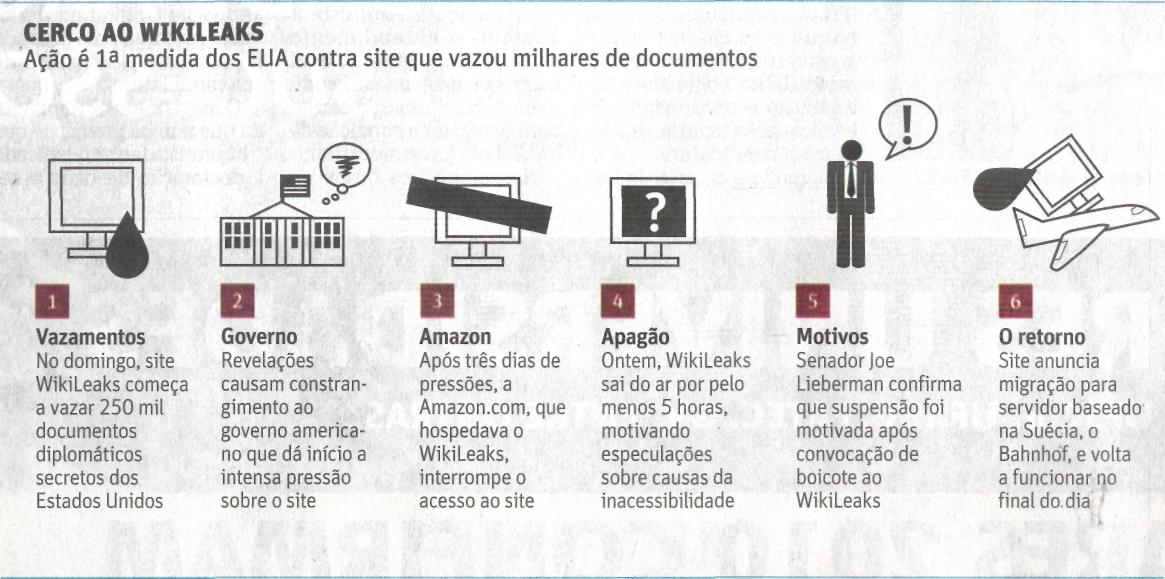 CERCO AO WIKILEAKS
Ação é 1ª medida dos EUA contra site que vazou milhares de documentos
!
?
1
Vazamentos
No domingo, site
WikiLeaks começa
a vazar 250 mil
documentos
diplomáticos
secretos dos
Estados Unidos
2
Governo
Revelações
causam constran-
gimento ao
governo america-
no que dá início a
intensa pressão
sobre o site
3
Amazon
Após três dias de
pressões, a
Amazon.com, que
hospedava o
WikiLeaks,
interrompe o
acesso ao site
4
Apagão
Ontem, WikiLeaks
sai do ar por pelo
menos 5 horas,
motivando
especulações
sobre causas da
inacessibilidade
5
Motivos
Senador Joe
Lieberman confirma
que suspensão foi
motivada após
convocação de
boicote ao
WikiLeaks
6
O retorno
Site anuncia
migração para
servidor baseado
na Suécia, o
Bahnhof, e volta
a funcionar no
final do dia